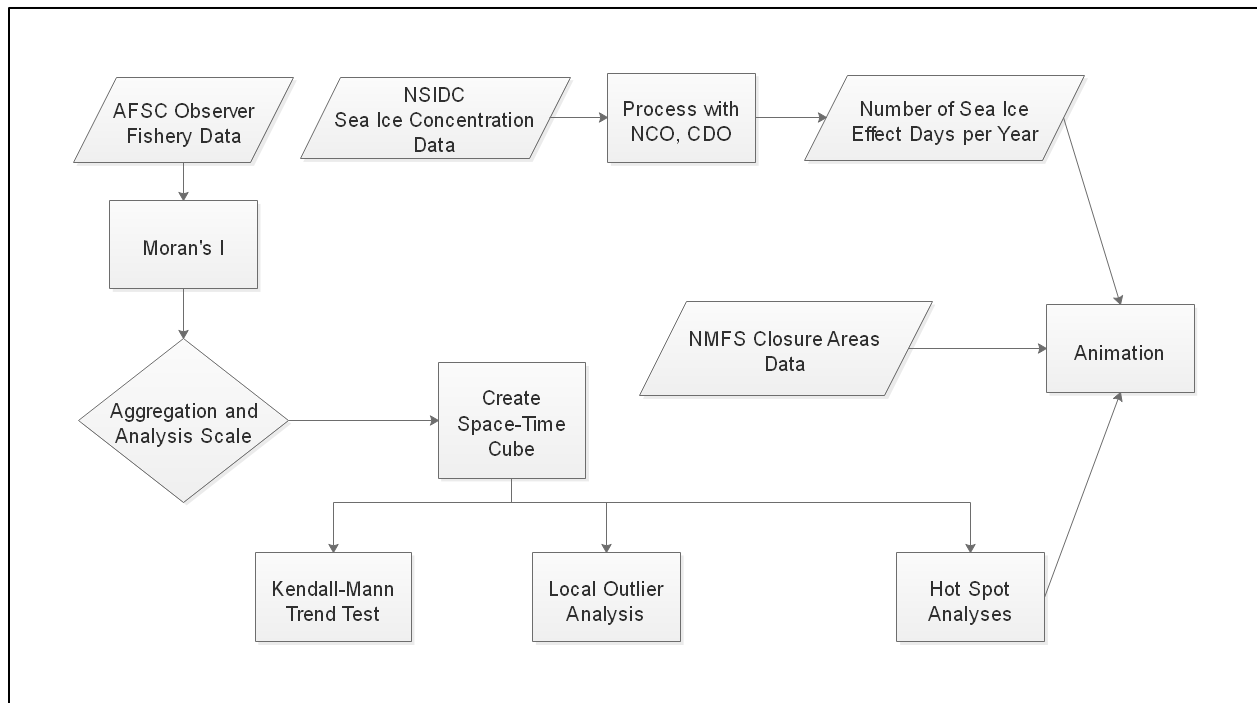 AFSC Observer
Fishery Data
NSIDC
Sea Ice Concentration
Data
Process with
NCO, CDO
Number of Sea Ice
Effect Days per Year
Moran's I
NMFS Closure Areas
Data
Animation
Aggregation and
Analysis Scale
Create
Space-Time
Cube
Kendall-Mann
Trend Test
Local Outlier
Analysis
Hot Spot
Analyses